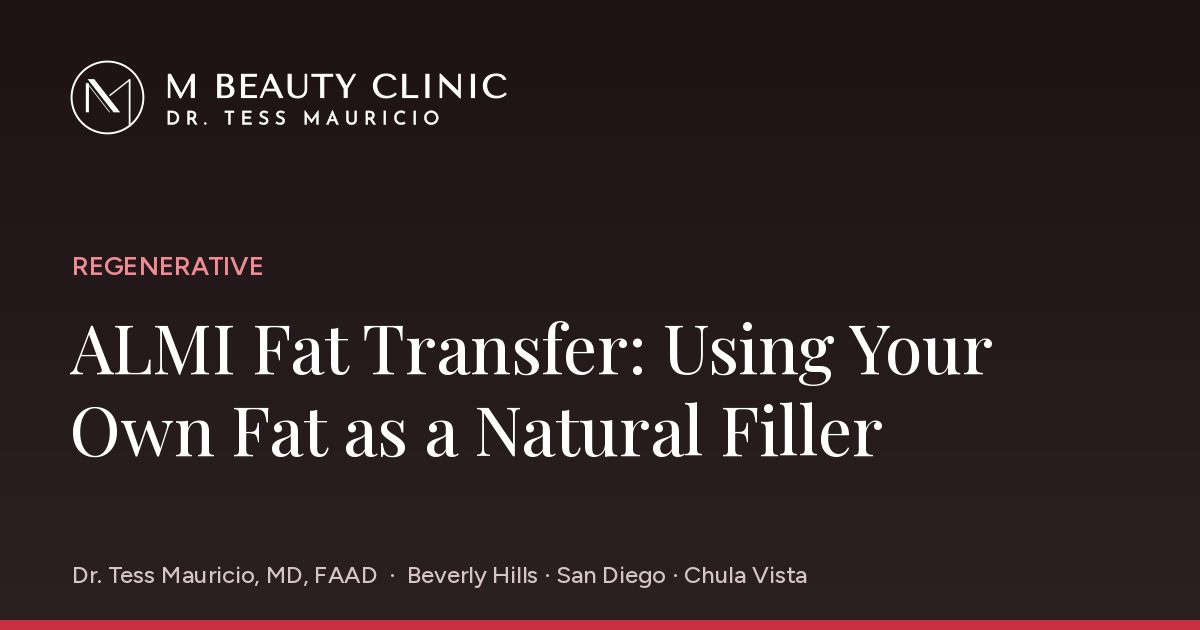 M BEAUTY CLINIC
DR. TESS MAURICIO
REGENERATIVE
ALMI Fat Transfer: Using Your
Own Fat as a Natural Filler
Dr. Tess Mauricio, MD, FAAD · Beverly Hills · San Diego · Chula Vista